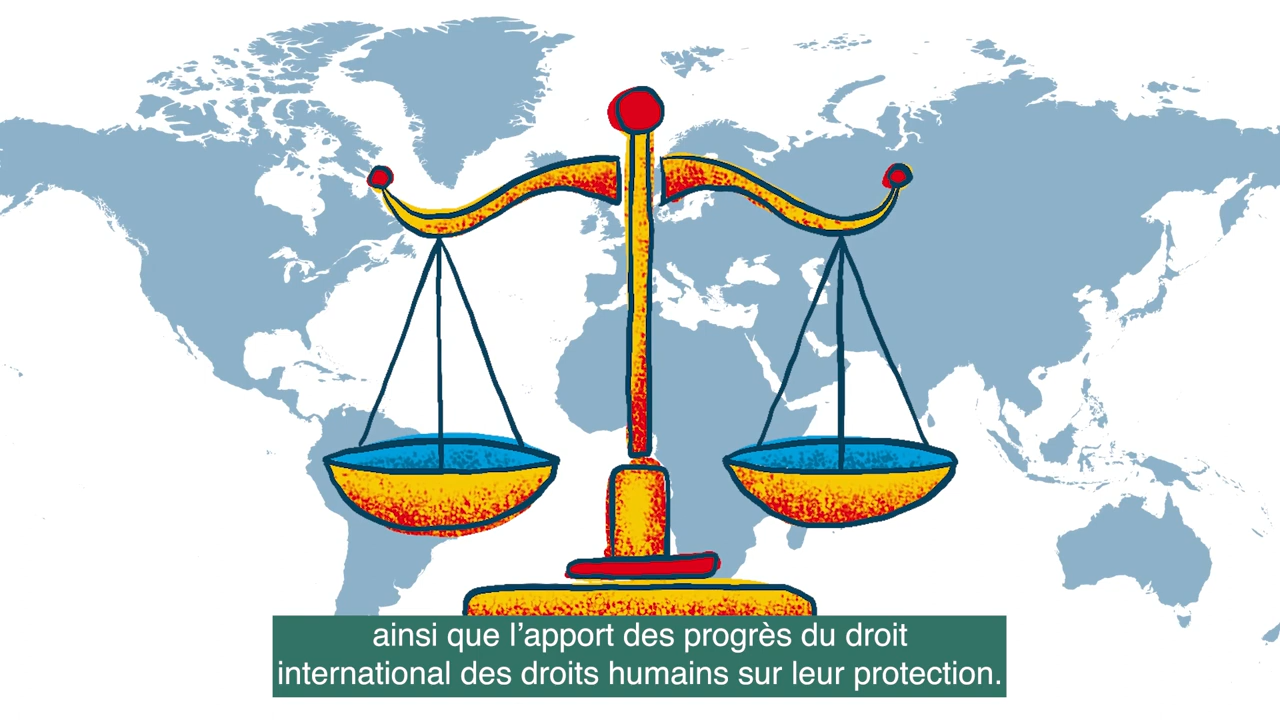 ainsi que l’apport des progrès du droit
international des droits humains sur leur protection.